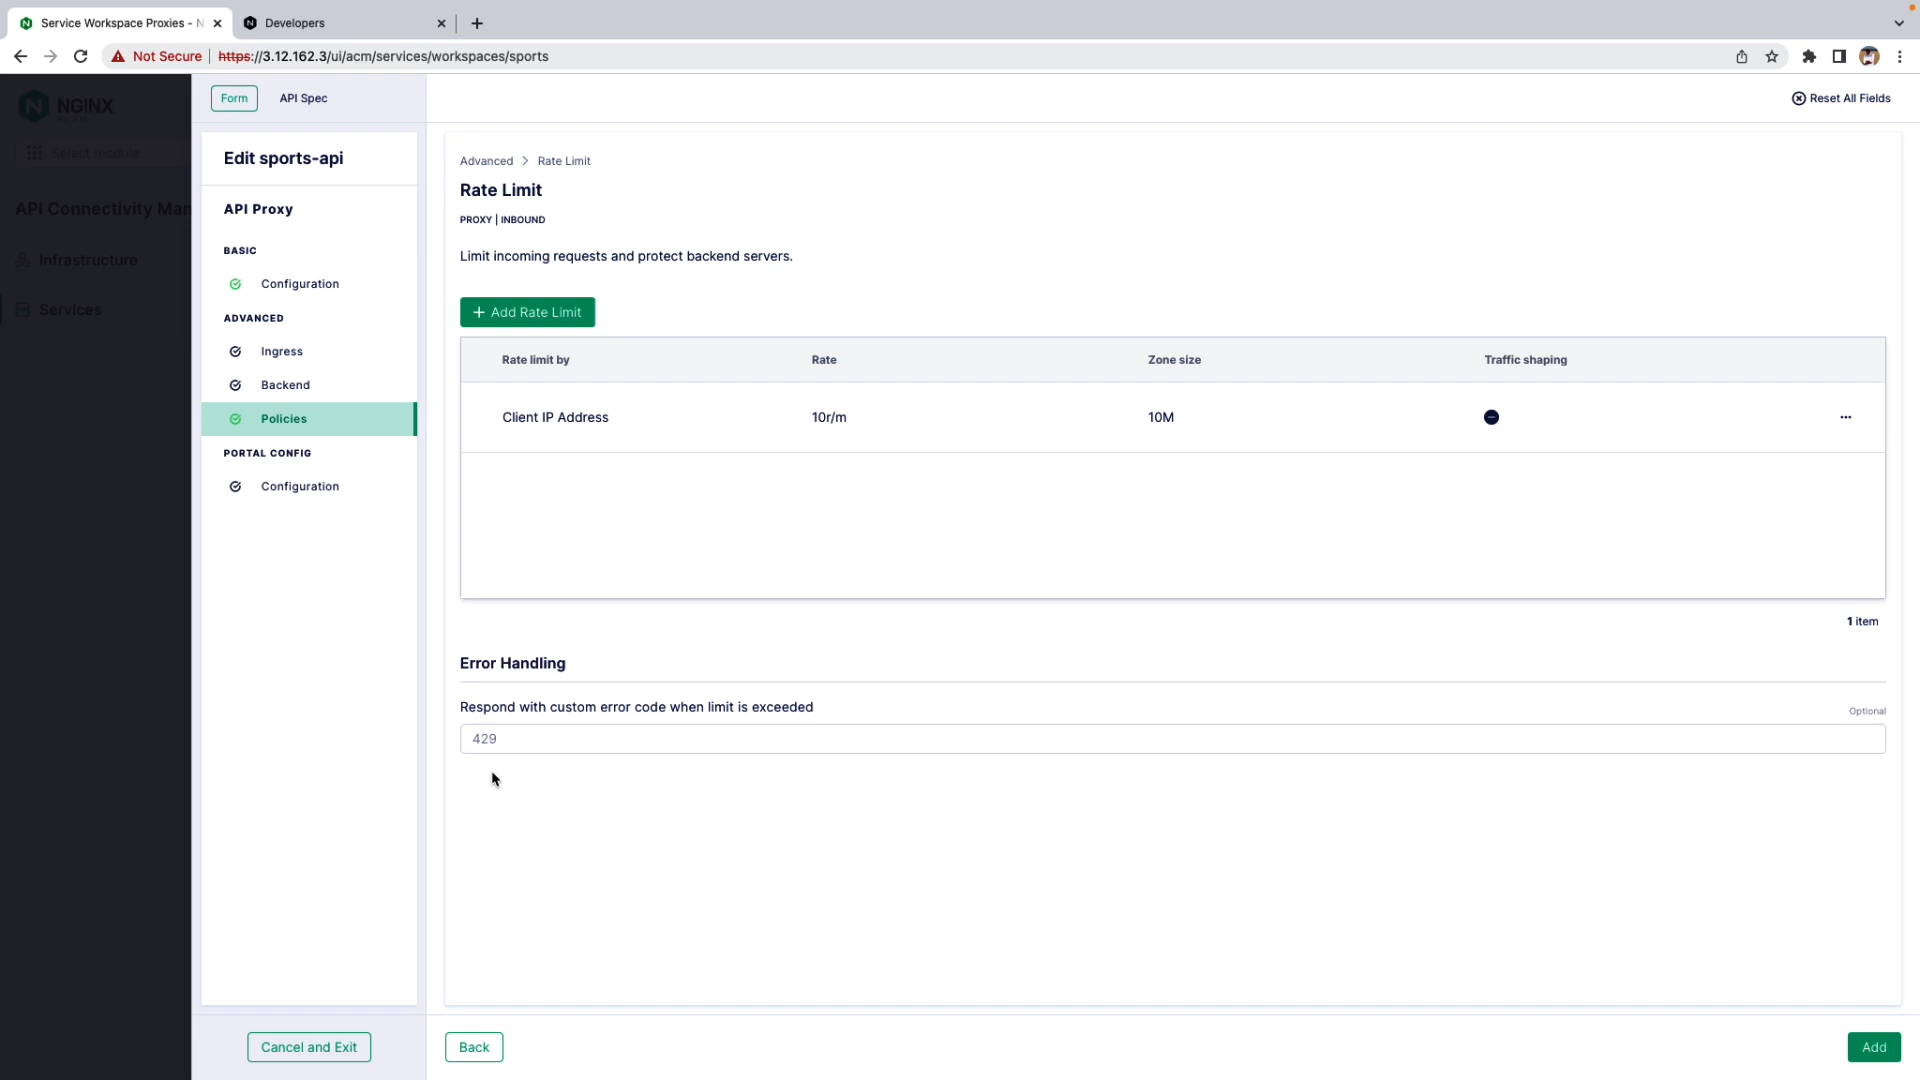 Service Workspace Proxies - N
Developers
Not Secure
https://3.12.162.3/ui/acm/services/workspaces/sports
NGINX
Select module
API Connectivity Man
Infrastructure
Services
Form
API Spec
Reset All Fields
Edit sports-api
API Proxy
BASIC
Configuration
ADVANCED
Ingress
Backend
Policies
PORTAL CONFIG
Configuration
Advanced > Rate Limit
Rate Limit
PROXY | INBOUND
Limit incoming requests and protect backend servers.
+ Add Rate Limit
Rate limit by Rate Zone size Traffic shaping
Client IP Address 10r/m 10M
1 item
Error Handling
Respond with custom error code when limit is exceeded
Optional
429
Cancel and Exit
Back
Add